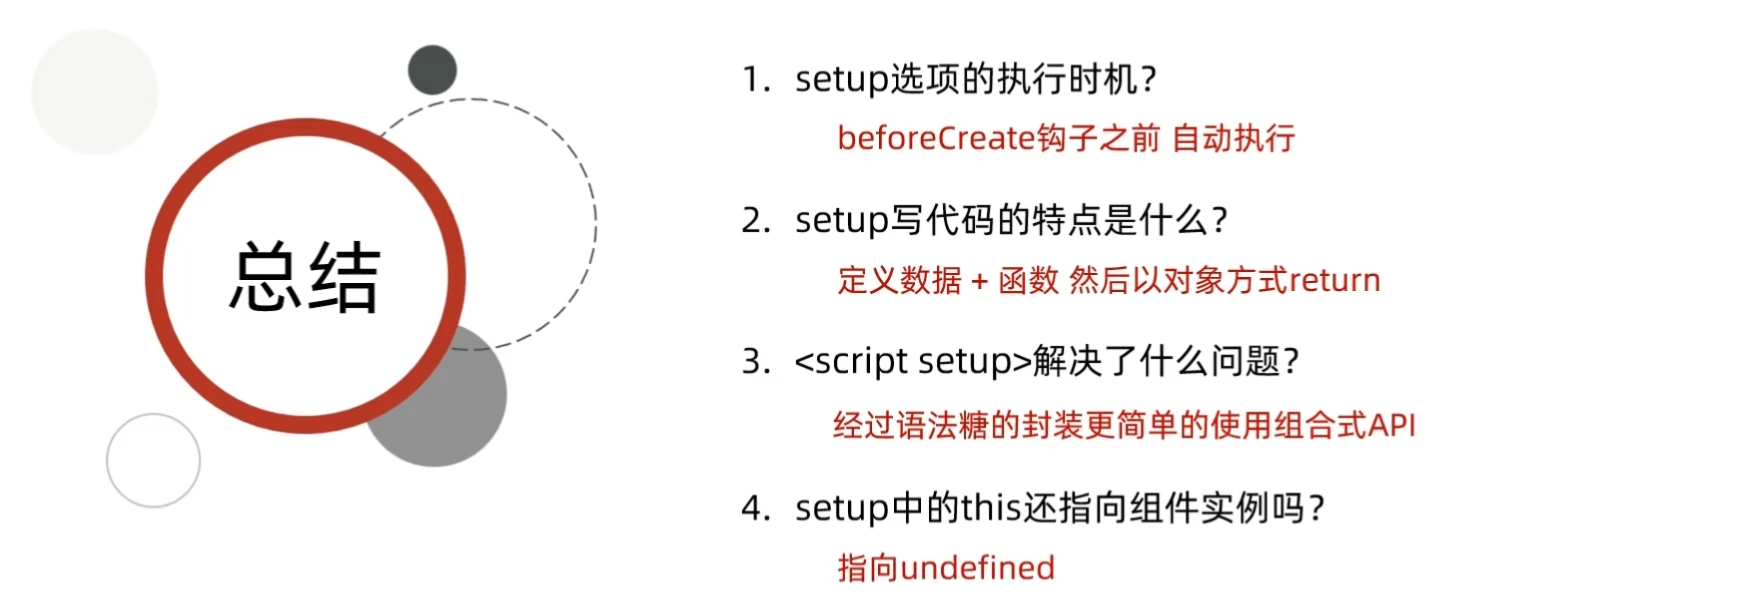 总结
1. setup选项的执行时机?
beforeCreate钩子之前 自动执行
2. setup写代码的特点是什么?
定义数据 + 函数 然后以对象方式return
3. <script setup>解决了什么问题?
经过语法糖的封装更简单的使用组合式API
4. setup中的this还指向组件实例吗?
指向undefined